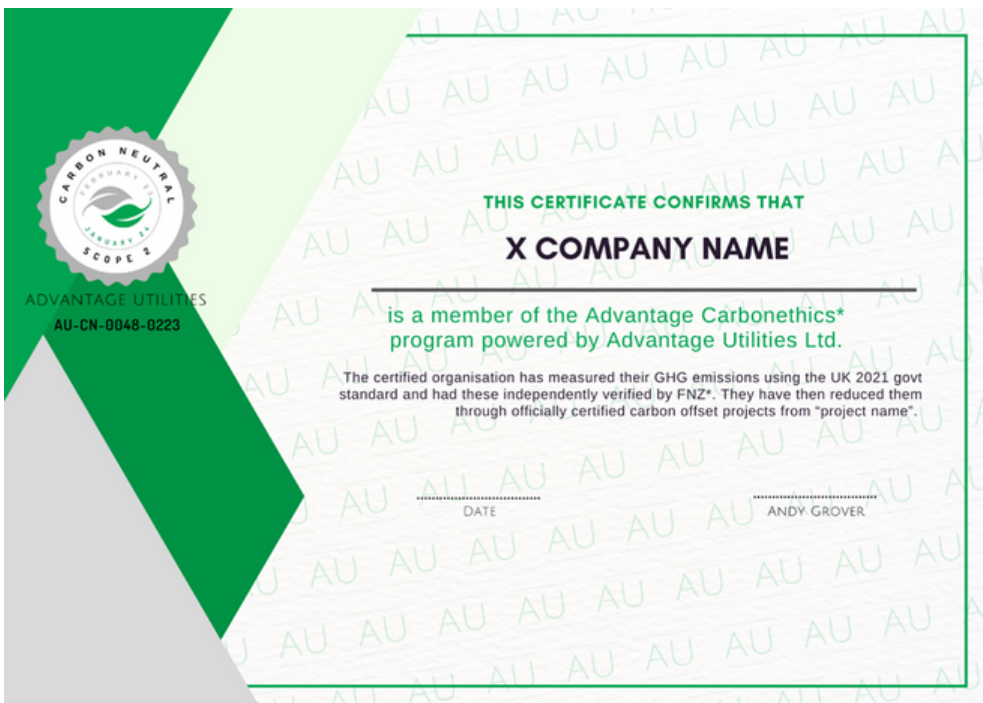 CARBON NEUTRAL
FEBRUARY 23
JANUARY 24
SCOPE 2
ADVANTAGE UTILITIES
AU-CN-0048-0223
THIS CERTIFICATE CONFIRMS THAT
X COMPANY NAME
is a member of the Advantage Carbonethics*
program powered by Advantage Utilities Ltd.
The certified organisation has measured their GHG emissions using the UK 2021 govt
standard and had these independently verified by FNZ*. They have then reduced them
through officially certified carbon offset projects from “project name”.
DATE
ANDY GROVER